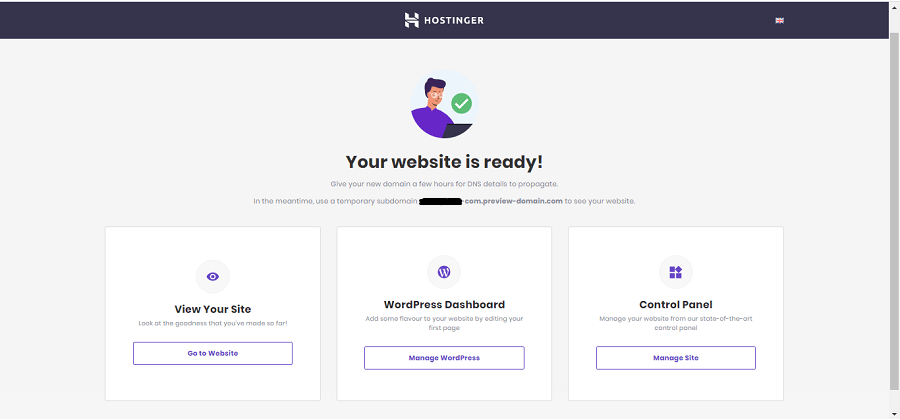 HOSTINGER
Your website is ready!
Give your new domain a few hours for DNS details to propagate.
In the meantime, use a temporary subdomain -com.preview-domain.com to see your website.
View Your Site
Look at the goodness that you've made so far!
Go to Website
WordPress Dashboard
Add some flavour to your website by editing your
first page
Manage WordPress
Control Panel
Manage your website from our state-of-the-art
control panel
Manage Site